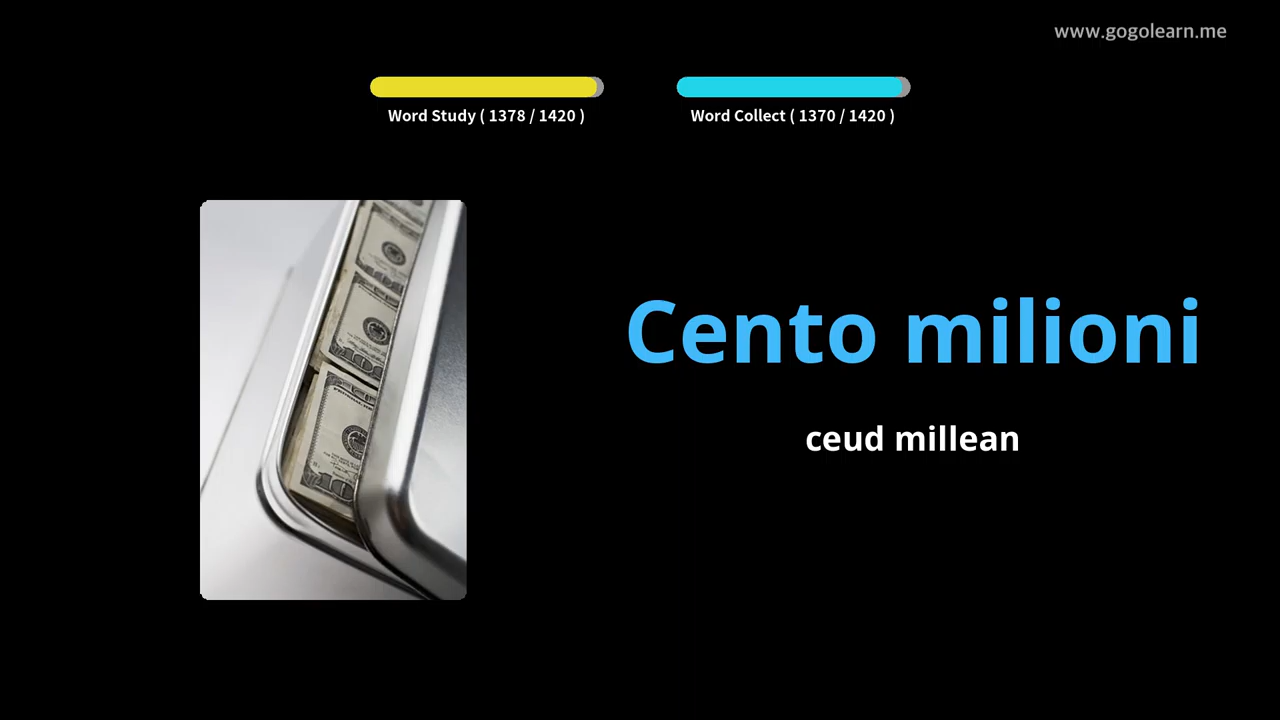 www.gogolearn.me
Word Study ( 1378 / 1420 )
Word Collect ( 1370 / 1420 )
Cento milioni
ceud millean